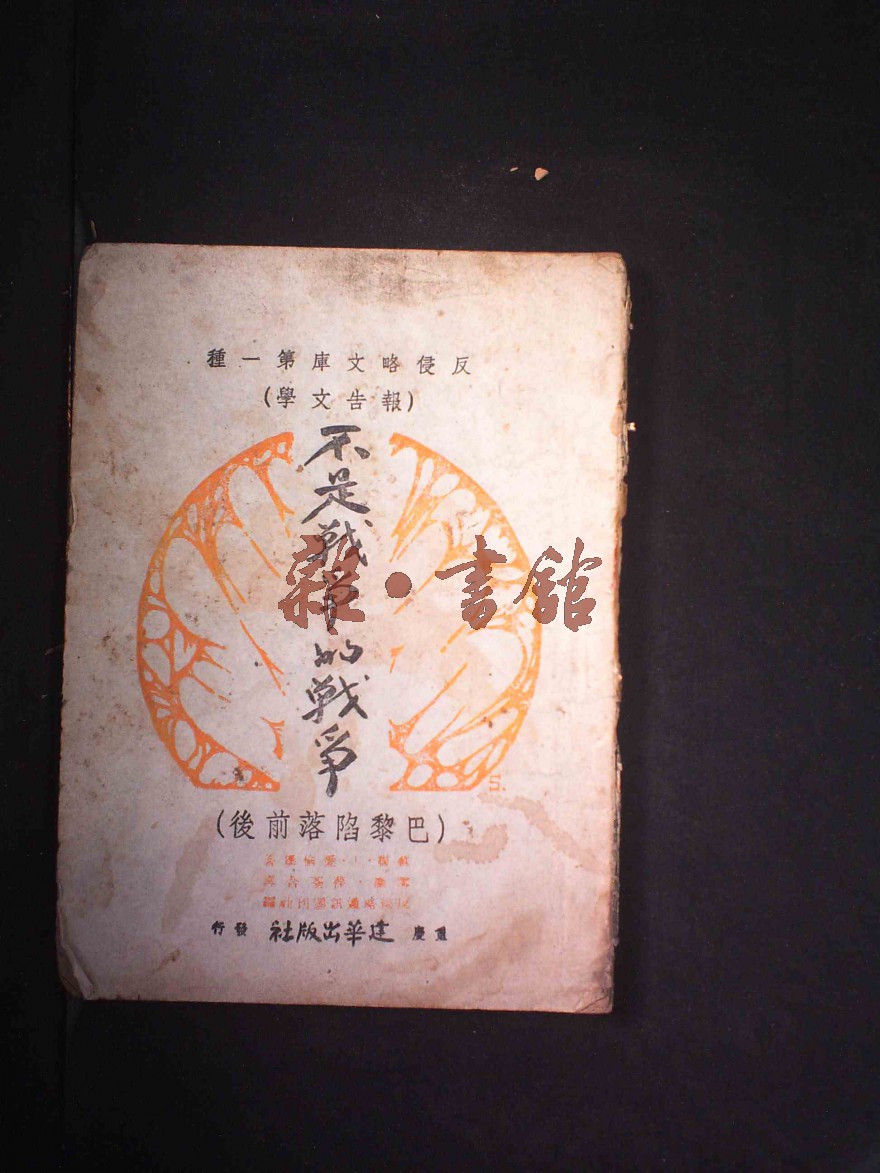 反侵略文庫第一種
(報告文學)
不是戰爭的戰爭
雜·書館
(巴黎陷落前後)
重慶 建華出版社 發行